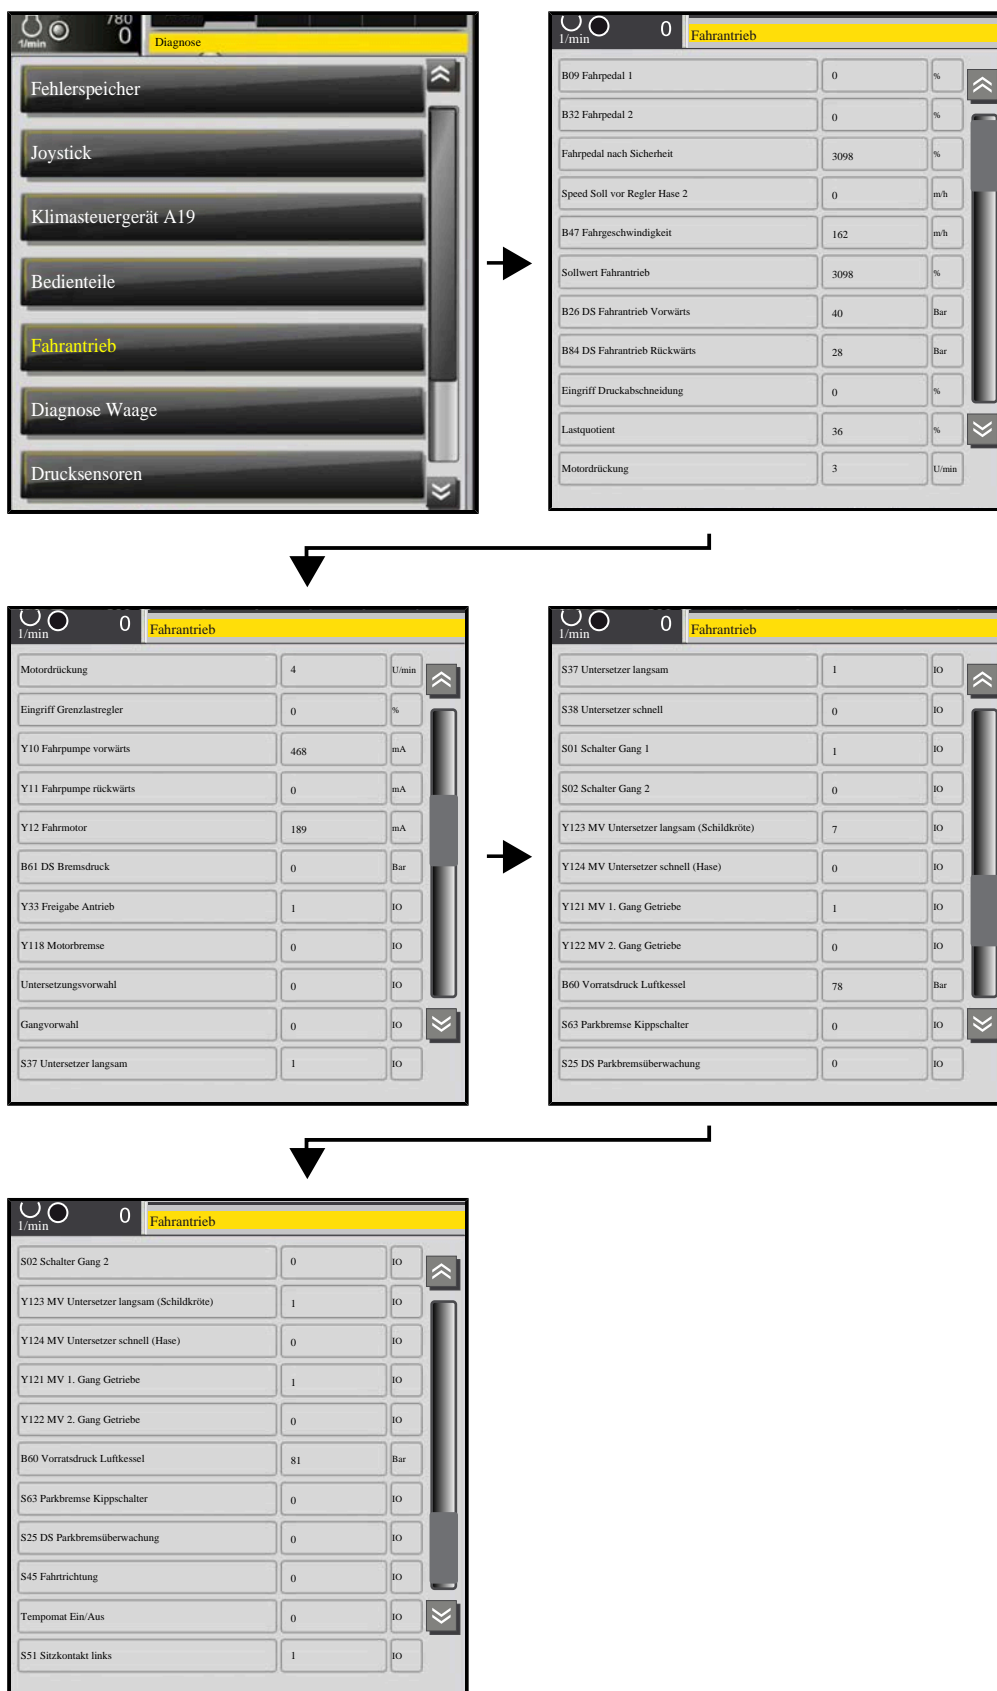 780
1/min
0
Diagnose
Fehlerspeicher
Joystick
Klimasteuergerät A19
Bedienteile
Fahrantrieb
Diagnose Waage
Drucksensoren
1/min 0 Fahrantrieb
B09 Fahrpedal 1 0 %
B32 Fahrpedal 2 0 %
Fahrpedal nach Sicherheit 3098 %
Speed Soll vor Regler Hase 2 0 m/h
B47 Fahrgeschwindigkeit 162 m/h
Sollwert Fahrantrieb 3098 %
B26 DS Fahrantrieb Vorwärts 40 Bar
B84 DS Fahrantrieb Rückwärts 28 Bar
Eingriff Druckabschneidung 0 %
Lastquotient 36 %
Motordrückung 3 U/min
1/min 0 Fahrantrieb
Motordrückung 4 U/min
Eingriff Grenzlastregler 0 %
Y10 Fahrpumpe vorwärts 468 mA
Y11 Fahrpumpe rückwärts 0 mA
Y12 Fahrmotor 189 mA
B61 DS Bremsdruck 0 Bar
Y33 Freigabe Antrieb 1 IO
Y118 Motorbremse 0 IO
Untersetzungsvorwahl 0 IO
Gangvorwahl 0 IO
S37 Untersetzer langsam 1 IO
1/min 0 Fahrantrieb
S37 Untersetzer langsam 1 IO
S38 Untersetzer schnell 0 IO
S01 Schalter Gang 1 1 IO
S02 Schalter Gang 2 0 IO
Y123 MV Untersetzer langsam (Schildkröte) 7 IO
Y124 MV Untersetzer schnell (Hase) 0 IO
Y121 MV 1. Gang Getriebe 1 IO
Y122 MV 2. Gang Getriebe 0 IO
B60 Vorratsdruck Luftkessel 78 Bar
S63 Parkbremse Kippschalter 0 IO
S25 DS Parkbremsüberwachung 0 IO
1/min 0 Fahrantrieb
S02 Schalter Gang 2 0 IO
Y123 MV Untersetzer langsam (Schildkröte) 1 IO
Y124 MV Untersetzer schnell (Hase) 0 IO
Y121 MV 1. Gang Getriebe 1 IO
Y122 MV 2. Gang Getriebe 0 IO
B60 Vorratsdruck Luftkessel 81 Bar
S63 Parkbremse Kippschalter 0 IO
S25 DS Parkbremsüberwachung 0 IO
S45 Fahrtrichtung 0 IO
Tempomat Ein/Aus 0 IO
S51 Sitzkontakt links 1 IO